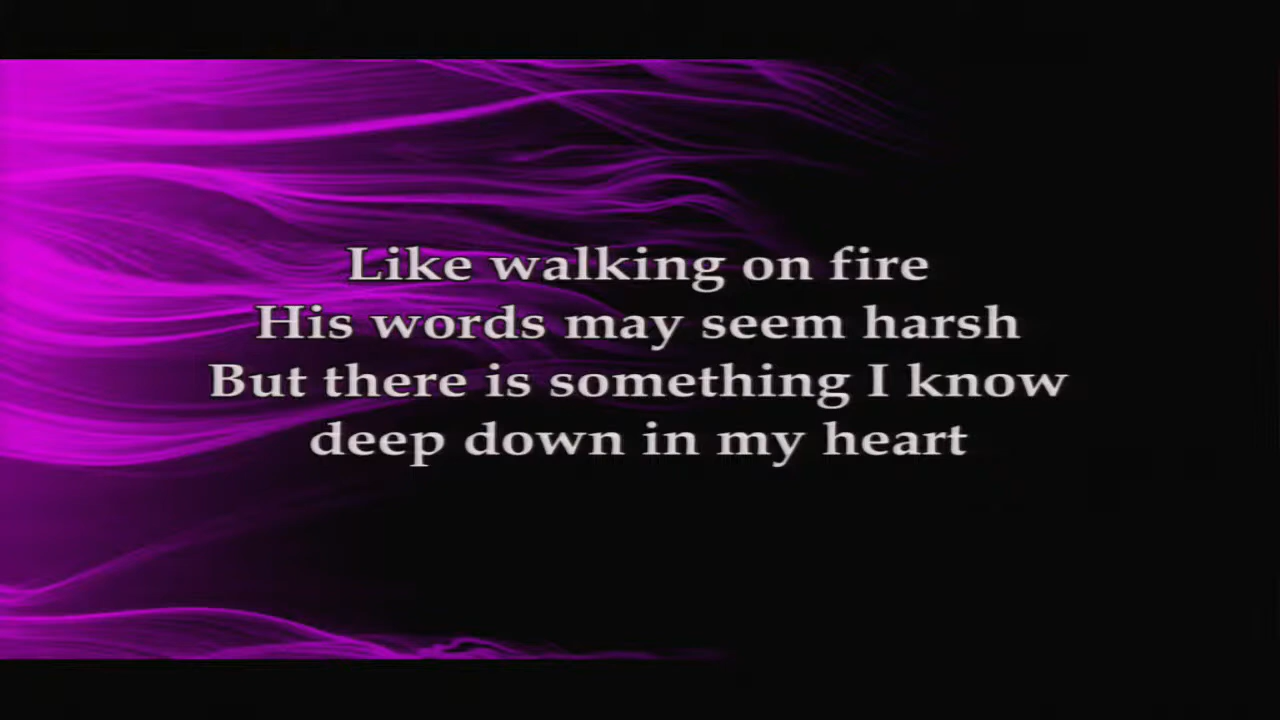 Like walking on fire
His words may seem harsh
But there is something I know
deep down in my heart